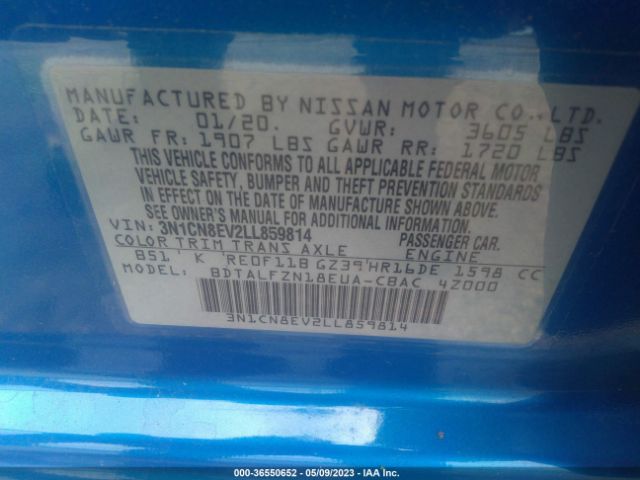 MANUFACTURED BY NISSAN MOTOR CO., LTD.
DATE: 01/20. GVWR: 3605 LBS
GAWR FR: 1907 LBS GAWR RR: 1720 LBS
THIS VEHICLE CONFORMS TO ALL APPLICABLE FEDERAL MOTOR
VEHICLE SAFETY, BUMPER AND THEFT PREVENTION STANDARDS
IN EFFECT ON THE DATE OF MANUFACTURE SHOWN ABOVE.
SEE OWNER'S MANUAL FOR ADDITIONAL INFORMATION.
VIN: 3N1CN8EV2LL859814 PASSENGER CAR.
COLOR TRIM TRANS AXLE ENGINE
B51' K 'RE0F11B GZ39'HR16DE 1598 CC
BDTALFZN18EUA-CBAC 4Z000
3N1CN8EV2LL859814
000-36550652 - 05/09/2023 - IAA Inc.